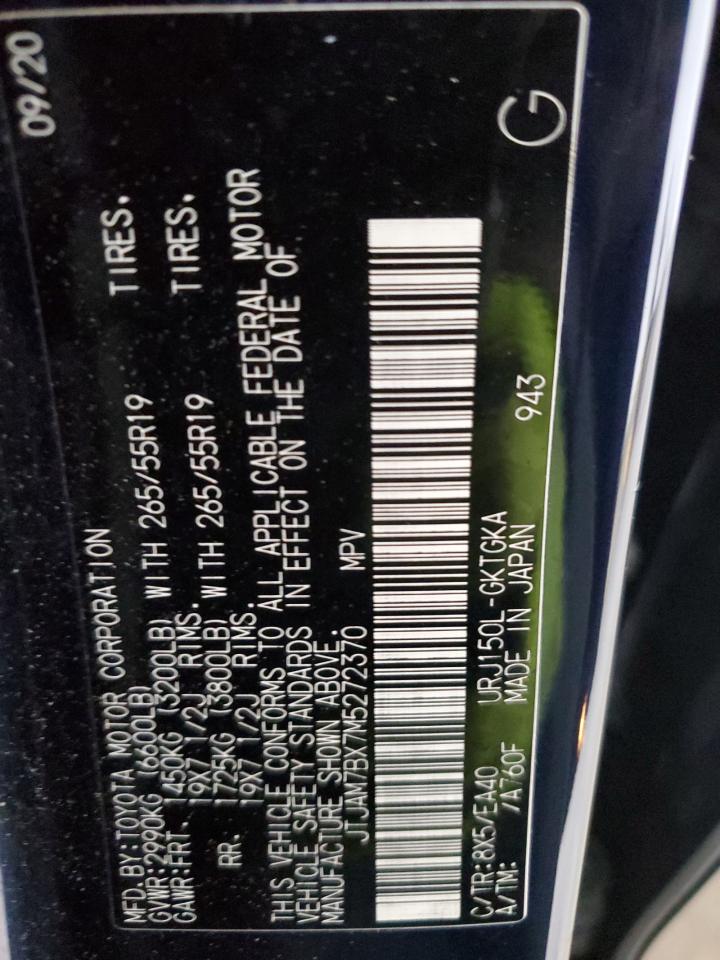 09/20
MFD. BY:TOYOTA MOTOR CORPORATION
GVWR:2990KG (6600LB)
GAWR:FRT. 1450KG (3200LB) WITH 265/55R19 TIRES.
19X7 1/2J RIMS.
RR. 1725KG (3800LB) WITH 265/55R19 TIRES.
19X7 1/2J RIMS.
THIS VEHICLE CONFORMS TO ALL APPLICABLE FEDERAL MOTOR
VEHICLE SAFETY STANDARDS IN EFFECT ON THE DATE OF
MANUFACTURE SHOWN ABOVE.
JTJAM7BX7M5272370 MPV
C/TR:8X5/EA40 URJ150L-GKTGKA 943
A/TM: /A760F MADE IN JAPAN
G